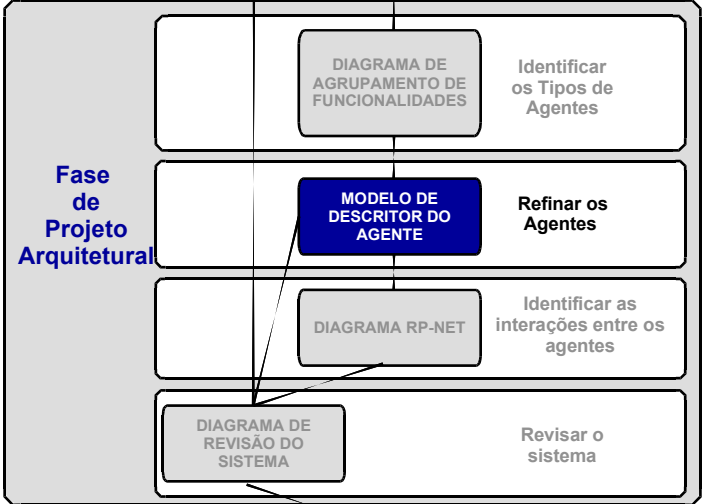 Fase
de
Projeto
Arquitetural
DIAGRAMA DE
AGRUPAMENTO DE
FUNCIONALIDADES
Identificar
os Tipos de
Agentes
MODELO DE
DESCRITOR DO
AGENTE
Refinar os
Agentes
DIAGRAMA RP-NET
Identificar as
interações entre os
agentes
DIAGRAMA DE
REVISÃO DO
SISTEMA
Revisar o
sistema